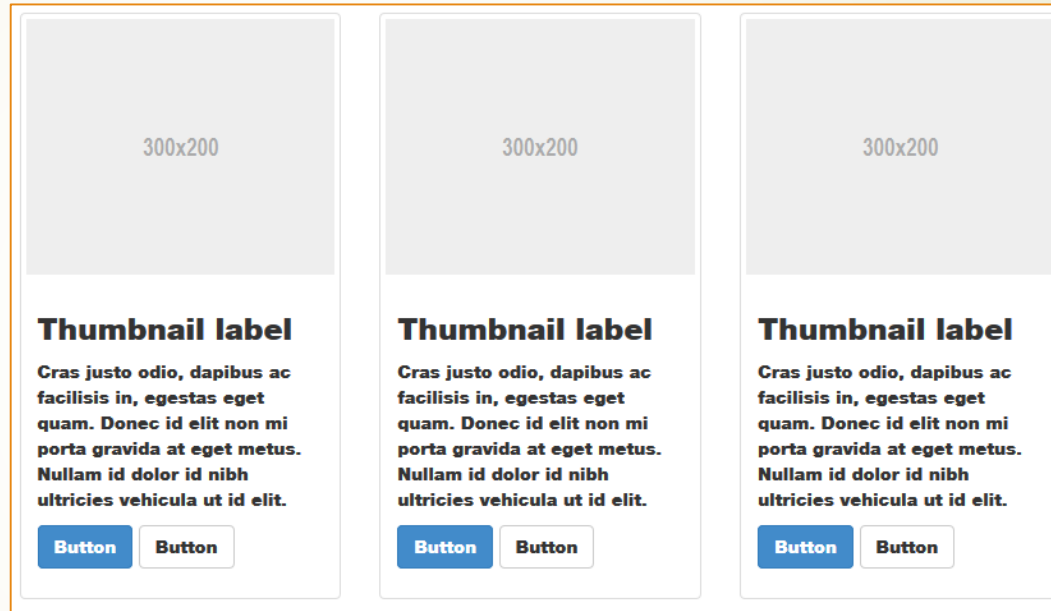 300x200
300x200
300x200
Thumbnail label
Cras justo odio, dapibus ac
facilisis in, egestas eget
quam. Donec id elit non mi
porta gravida at eget metus.
Nullam id dolor id nibh
ultricies vehicula ut id elit.
Button
Button
Thumbnail label
Cras justo odio, dapibus ac
facilisis in, egestas eget
quam. Donec id elit non mi
porta gravida at eget metus.
Nullam id dolor id nibh
ultricies vehicula ut id elit.
Button
Button
Thumbnail label
Cras justo odio, dapibus ac
facilisis in, egestas eget
quam. Donec id elit non mi
porta gravida at eget metus.
Nullam id dolor id nibh
ultricies vehicula ut id elit.
Button
Button